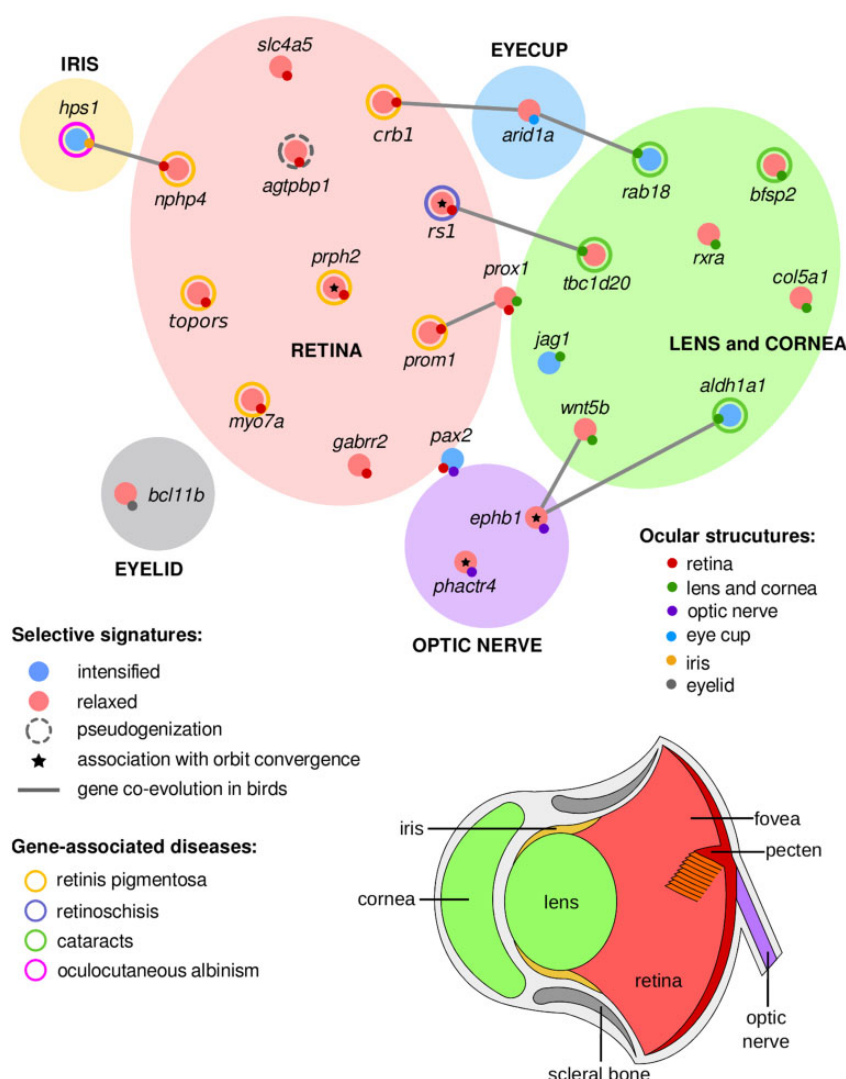 slc4a5
IRIS
EYECUP
hps1
crb1
arid1a
nphp4
agtpbp1
rab18
bfsp2
rs1
rxra
prph2
prox1
tbc1d20
col5a1
topors
RETINA
prom1
jag1
LENS and CORNEA
aldh1a1
myo7a
wnt5b
gabrr2
pax2
bcl11b
ephb1
EYELID
phactr4
OPTIC NERVE
Ocular strucutures:
retina
lens and cornea
optic nerve
eye cup
iris
eyelid
Selective signatures:
intensified
relaxed
pseudogenization
association with orbit convergence
gene co-evolution in birds
Gene-associated diseases:
retinis pigmentosa
retinoschisis
cataracts
oculocutaneous albinism
iris
fovea
pecten
cornea
lens
retina
optic
nerve
scleral bone